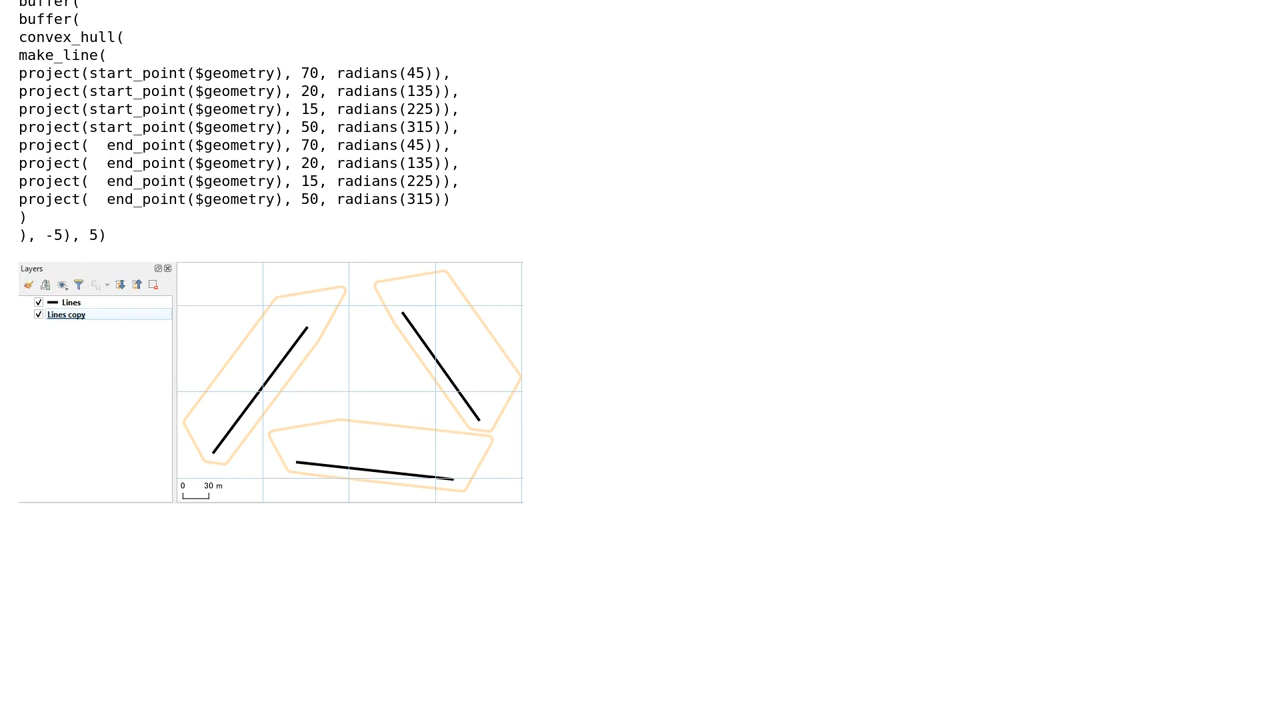 buffer(
buffer(
convex_hull(
make_line(
project(start_point($geometry), 70, radians(45)),
project(start_point($geometry), 20, radians(135)),
project(start_point($geometry), 15, radians(225)),
project(start_point($geometry), 50, radians(315)),
project(  end_point($geometry), 70, radians(45)),
project(  end_point($geometry), 20, radians(135)),
project(  end_point($geometry), 15, radians(225)),
project(  end_point($geometry), 50, radians(315))
)
), -5), 5)
Layers
Lines
Lines copy
0 30 m